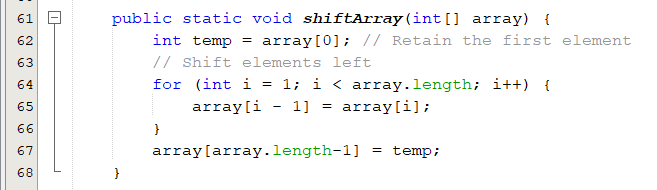 61 public static void shiftArray(int[] array) {
62 int temp = array[0]; // Retain the first element
63 // Shift elements left
64 for (int i = 1; i < array.length; i++) {
65 array[i - 1] = array[i];
66 }
67 array[array.length-1] = temp;
68 }